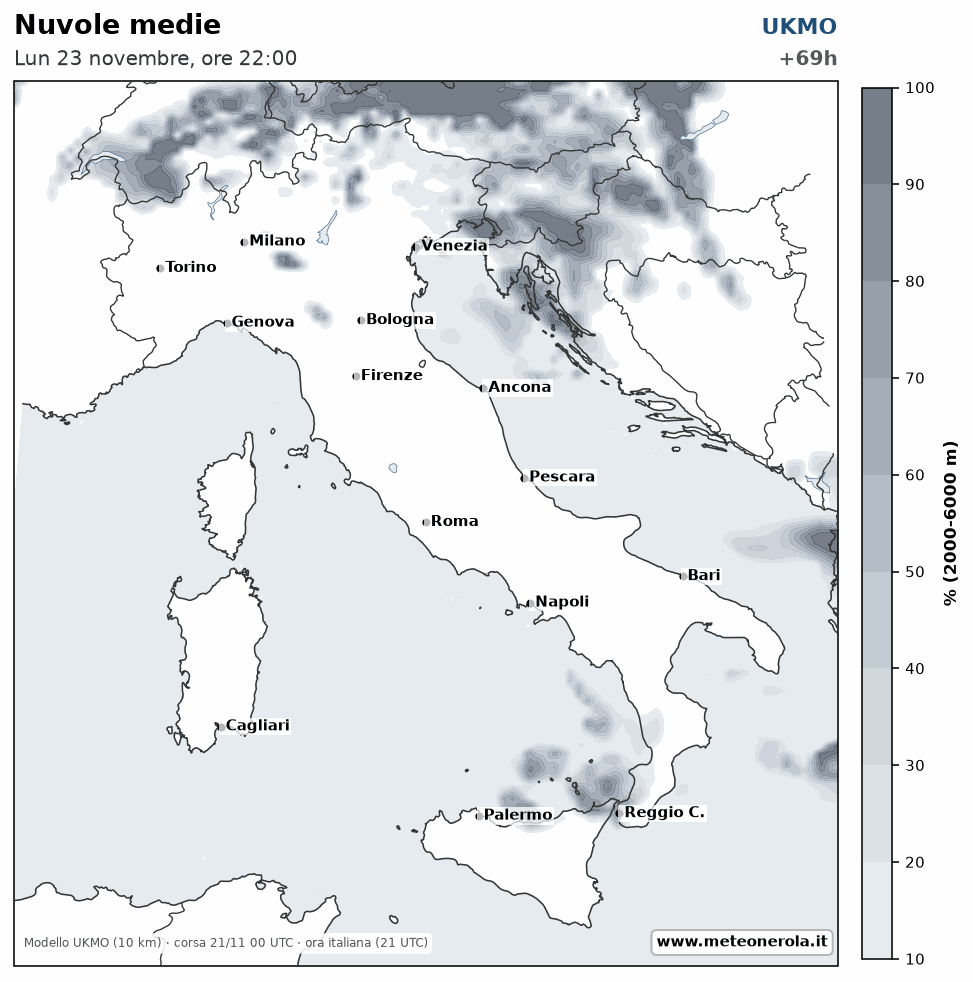 Nuvole medie
UKMO
Lun 23 novembre, ore 22:00
+69h
Milano
Venezia
Torino
Genova
Bologna
Firenze
Ancona
Pescara
Roma
Bari
Napoli
Cagliari
Palermo
Reggio C.
Modello UKMO (10 km) · corsa 21/11 00 UTC · ora italiana (21 UTC)
www.meteonerola.it
100
90
80
70
60
50
40
30
20
10
% (2000-6000 m)